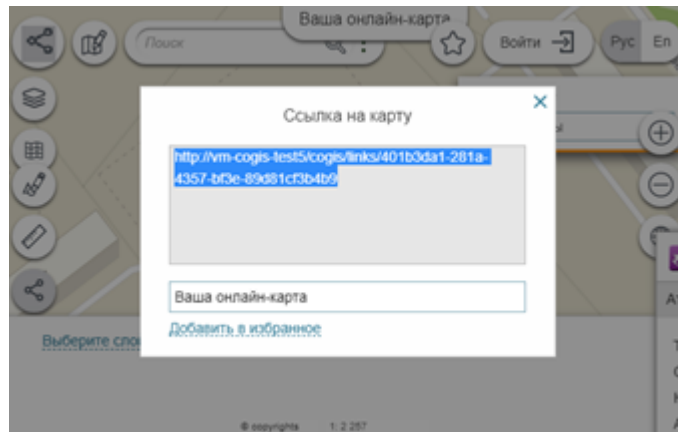 Ваша онлайн-карта
Поиск
Войти
Рус
En
Ссылка на карту
http://vm-cogis-test5/cogis/links/401b3da1-281a-
4357-bf3e-89d81cf3b4b9
Ваша онлайн-карта
Добавить в избранное
Выберите
© copyrights
1: 2 257